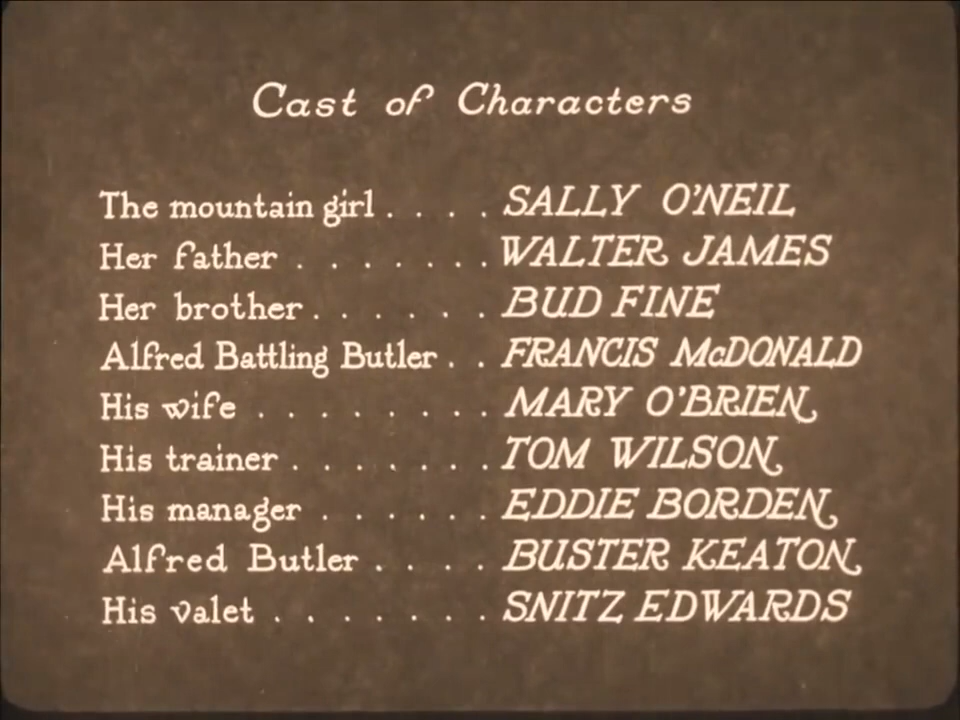 Cast of Characters
The mountain girl . . . . SALLY O'NEIL
Her father . . . . . . . WALTER JAMES
Her brother . . . . . . BUD FINE
Alfred Battling Butler . . FRANCIS McDONALD
His wife . . . . . . . . MARY O'BRIEN
His trainer . . . . . . . TOM WILSON
His manager . . . . . . EDDIE BORDEN
Alfred Butler . . . . BUSTER KEATON
His valet . . . . . . . SNITZ EDWARDS